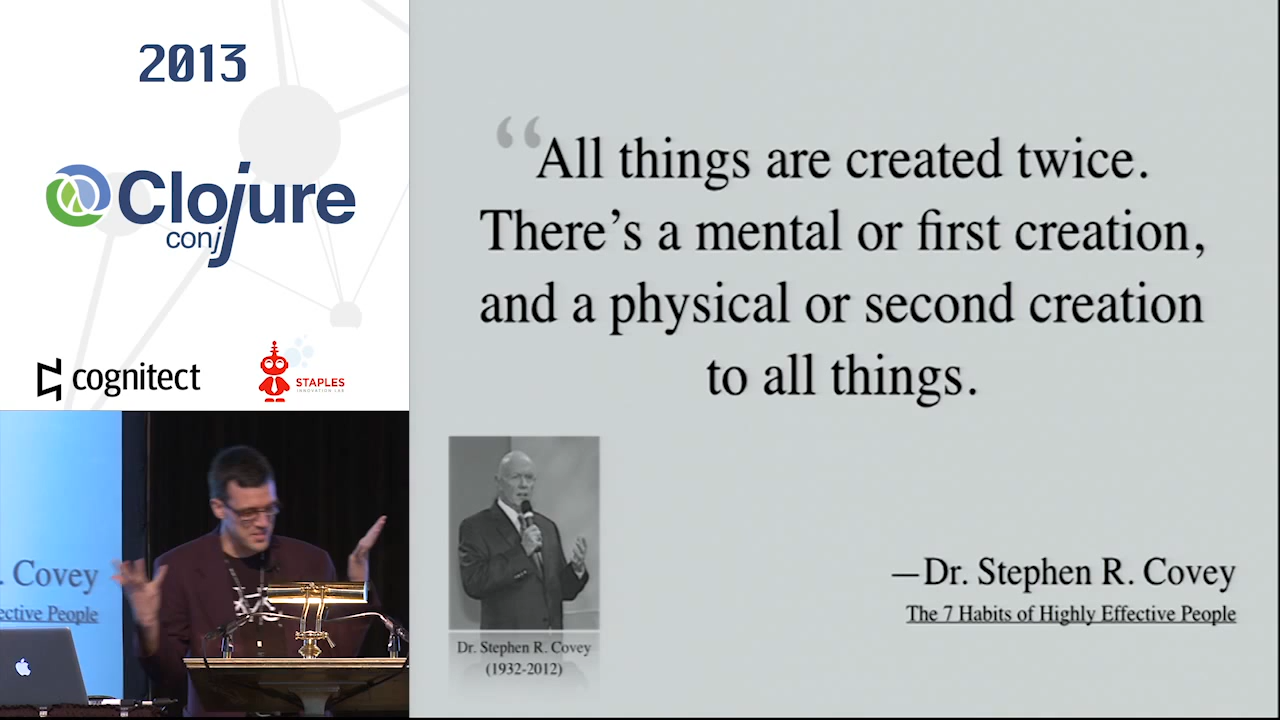 2013
Clojure
conj
cognitect
STAPLES
INNOVATION LAB
“All things are created twice.
There’s a mental or first creation,
and a physical or second creation
to all things.
—Dr. Stephen R. Covey
The 7 Habits of Highly Effective People
Dr. Stephen R. Covey
(1932-2012)
. Covey
ective People